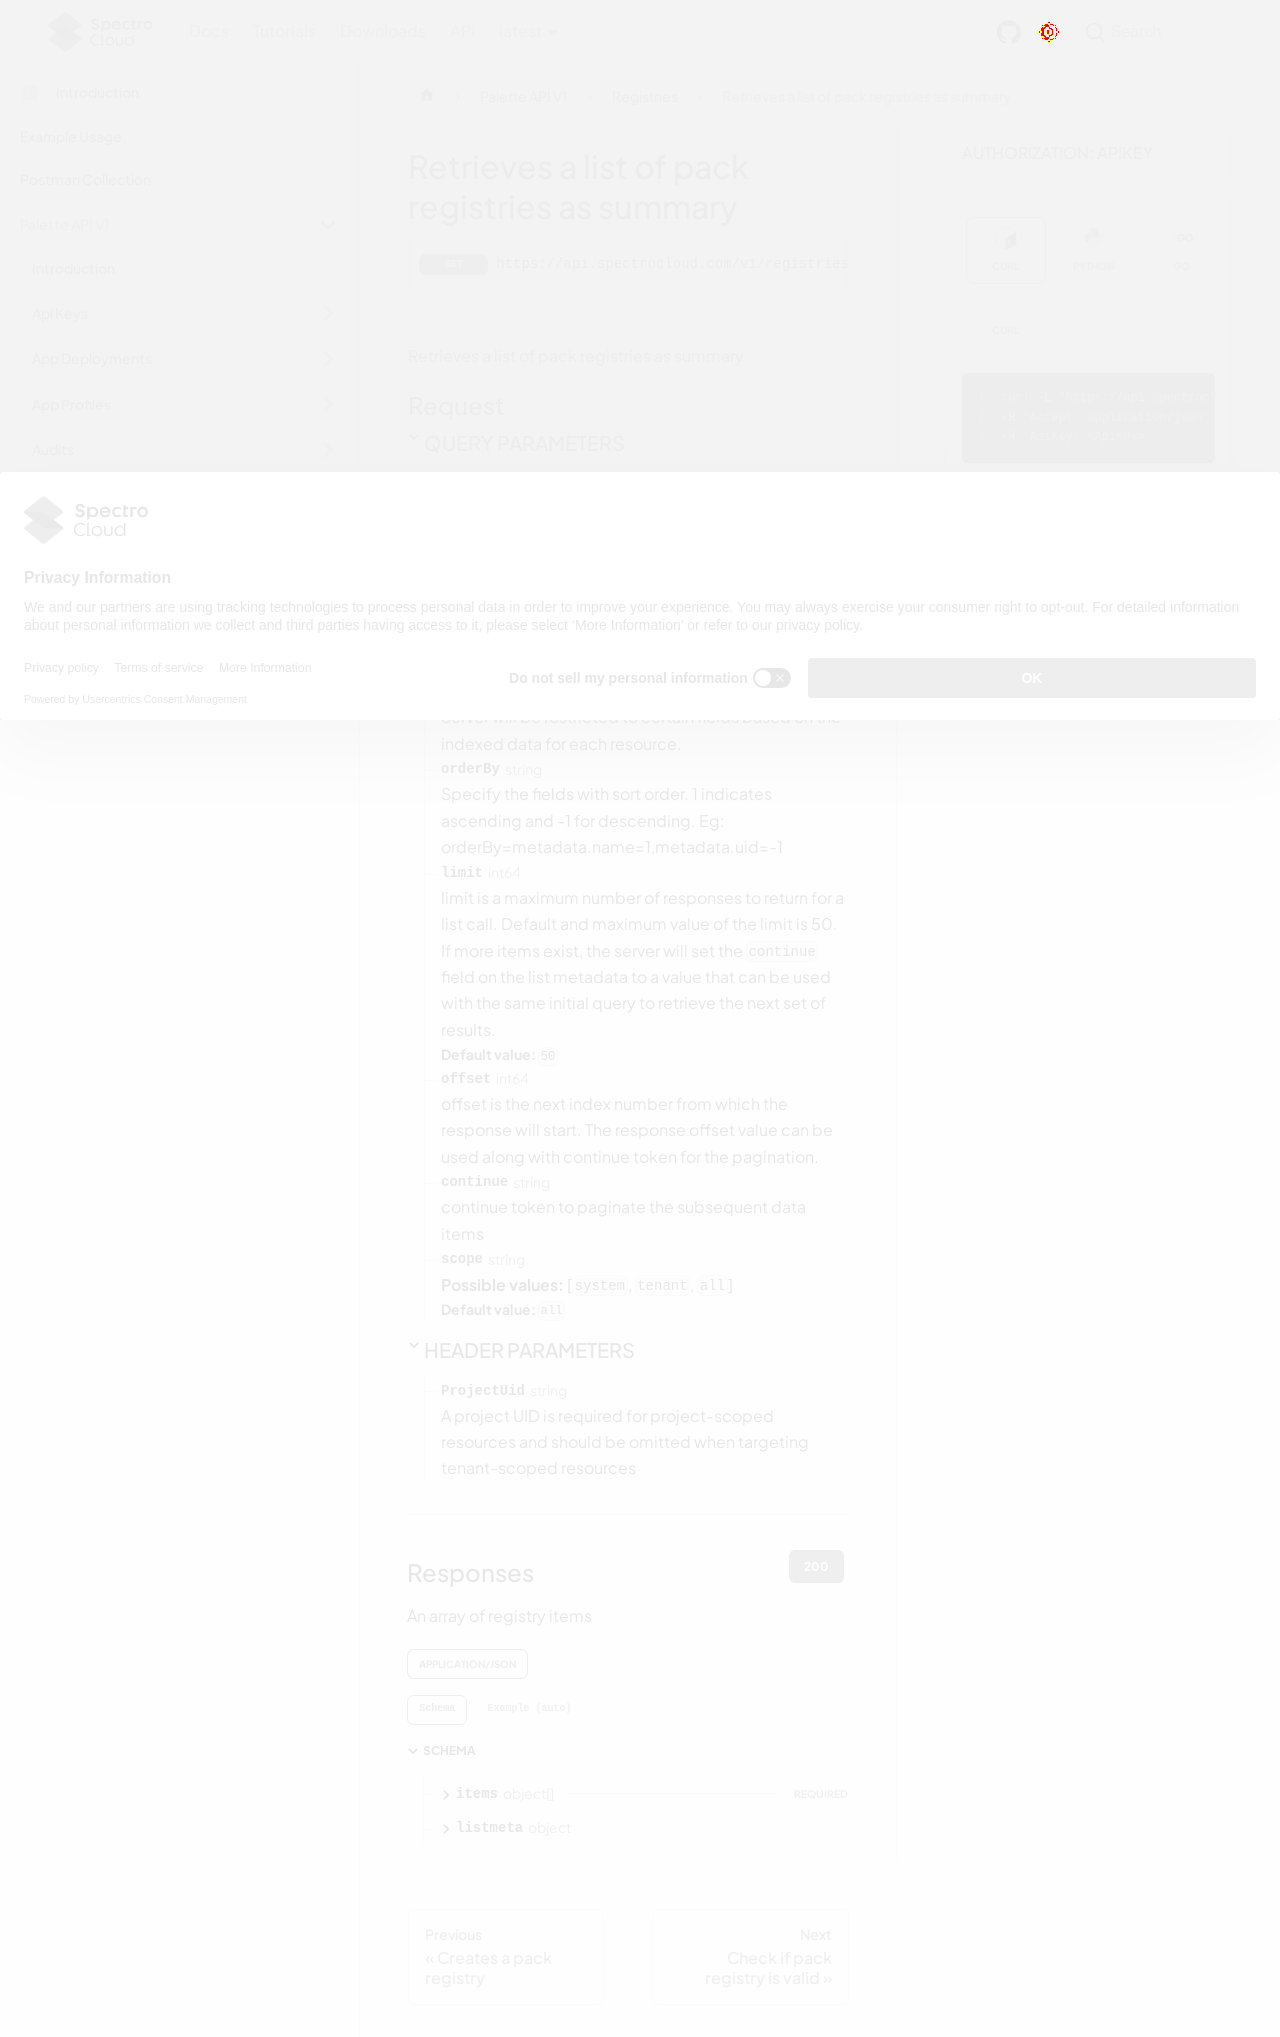 Spectro
Cloud
Docs
Tutorials
Downloads
API
latest
Search
Introduction
Example Usage
Postman Collection
Palette API V1
Introduction
Api Keys
App Deployments
App Profiles
Audits
Palette API V1
Registries
Retrieves a list of pack registries as summary
Retrieves a list of pack
registries as summary
GET
https://api.spectrocloud.com/v1/registries
Retrieves a list of pack registries as summary
Request
QUERY PARAMETERS
AUTHORIZATION: APIKEY
CURL
PYTHON
GO
CURL
Spectro
Cloud
Privacy Information
We and our partners are using tracking technologies to process personal data in order to improve your experience. You may always exercise your consumer right to opt-out. For detailed information
about personal information we collect and third parties having access to it, please select 'More Information' or refer to our privacy policy.
Privacy policy
Terms of service
More Information
Powered by Usercentrics Consent Management
Do not sell my personal information
OK
server will be restricted to certain fields based on the
indexed data for each resource.
orderBy string
Specify the fields with sort order. 1 indicates
ascending and -1 for descending. Eg:
orderBy=metadata.name=1,metadata.uid=-1
limit int64
limit is a maximum number of responses to return for a
list call. Default and maximum value of the limit is 50.
If more items exist, the server will set the continue
field on the list metadata to a value that can be used
with the same initial query to retrieve the next set of
results.
Default value: 50
offset int64
offset is the next index number from which the
response will start. The response offset value can be
used along with continue token for the pagination.
continue string
continue token to paginate the subsequent data
items
scope string
Possible values: [system, tenant, all]
Default value: all
HEADER PARAMETERS
ProjectUid string
A project UID is required for project-scoped
resources and should be omitted when targeting
tenant-scoped resources
Responses
200
An array of registry items
APPLICATION/JSON
Schema
Example (auto)
SCHEMA
items object[]
REQUIRED
listmeta object
Previous
« Creates a pack
registry
Next
Check if pack
registry is valid »